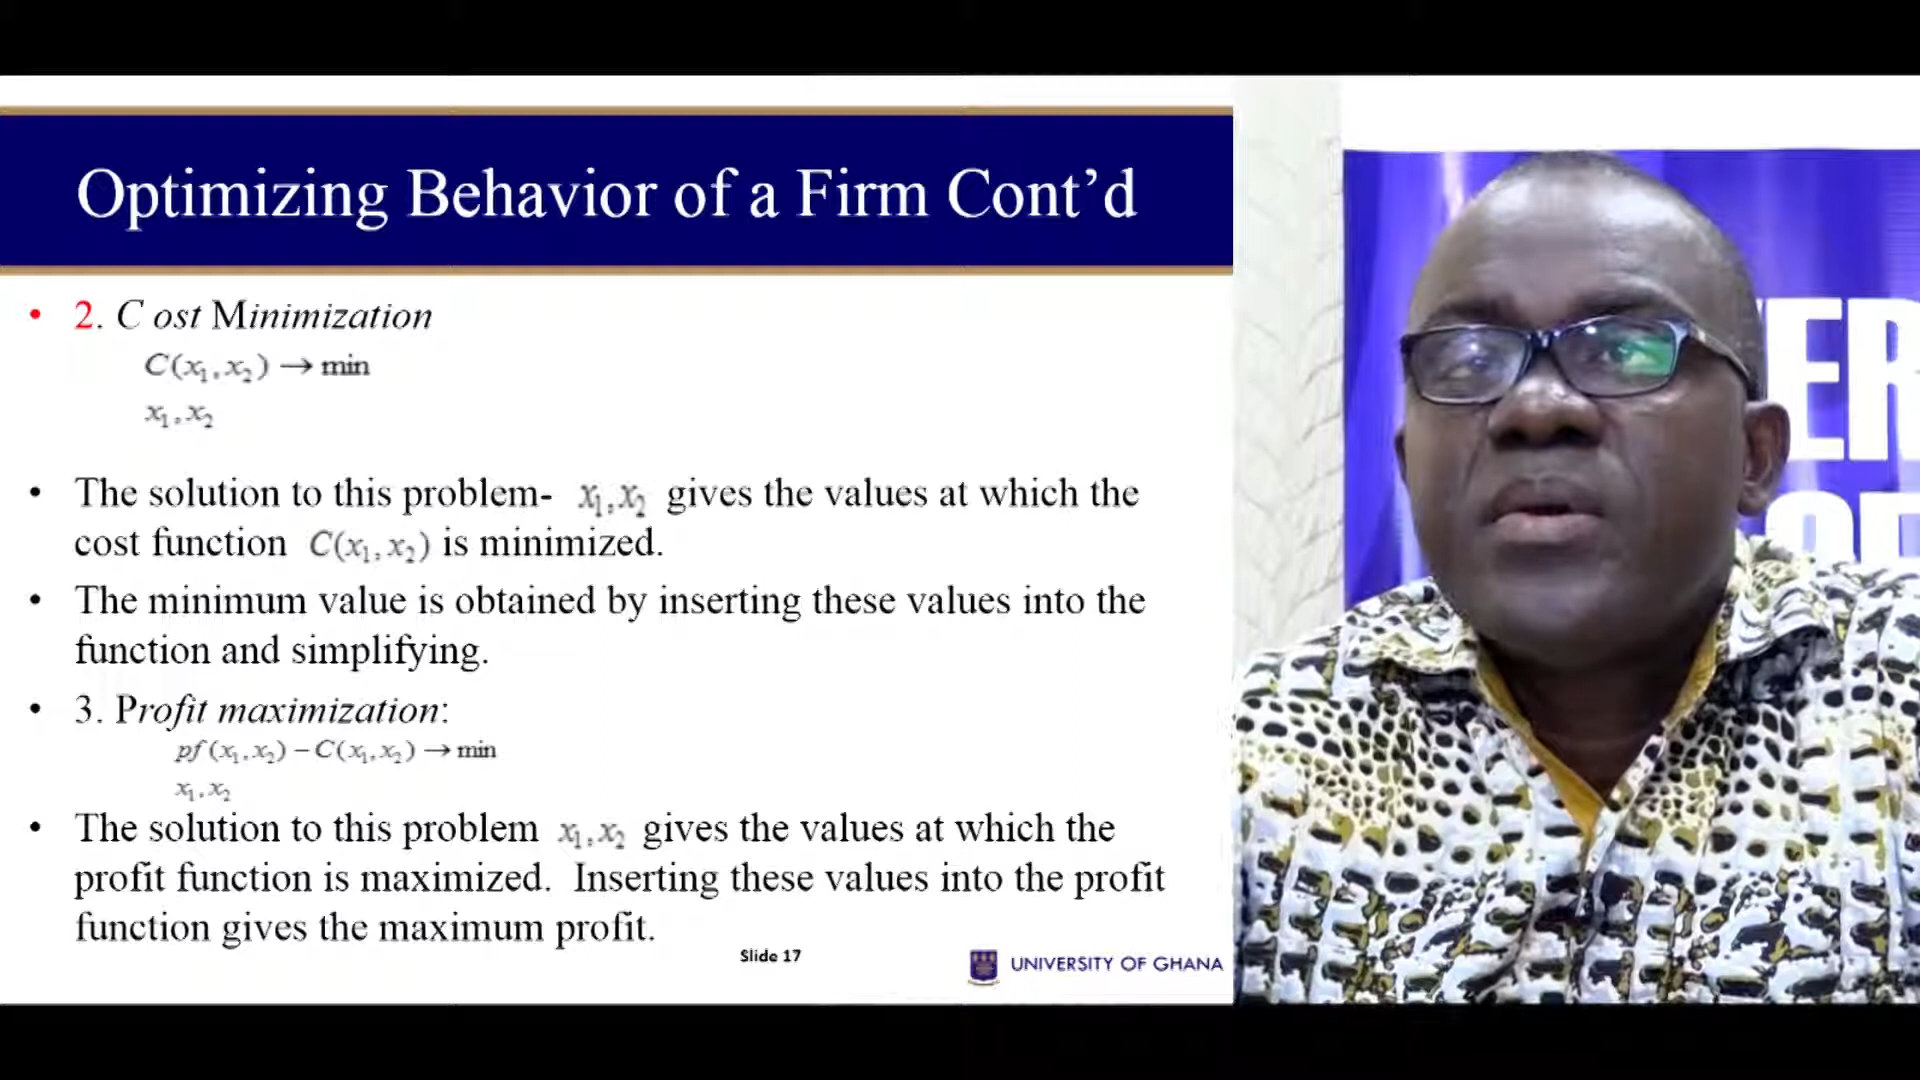 Optimizing Behavior of a Firm Cont’d
• 2. C ost Minimization
C(x₁, x₂) → min
x₁, x₂
• The solution to this problem- x₁, x₂ gives the values at which the
cost function C(x₁, x₂) is minimized.
• The minimum value is obtained by inserting these values into the
function and simplifying.
• 3. Profit maximization:
pf (x₁, x₂) – C(x₁, x₂) → min
x₁, x₂
• The solution to this problem x₁, x₂ gives the values at which the
profit function is maximized. Inserting these values into the profit
function gives the maximum profit.
Slide 17
UNIVERSITY OF GHANA
ER